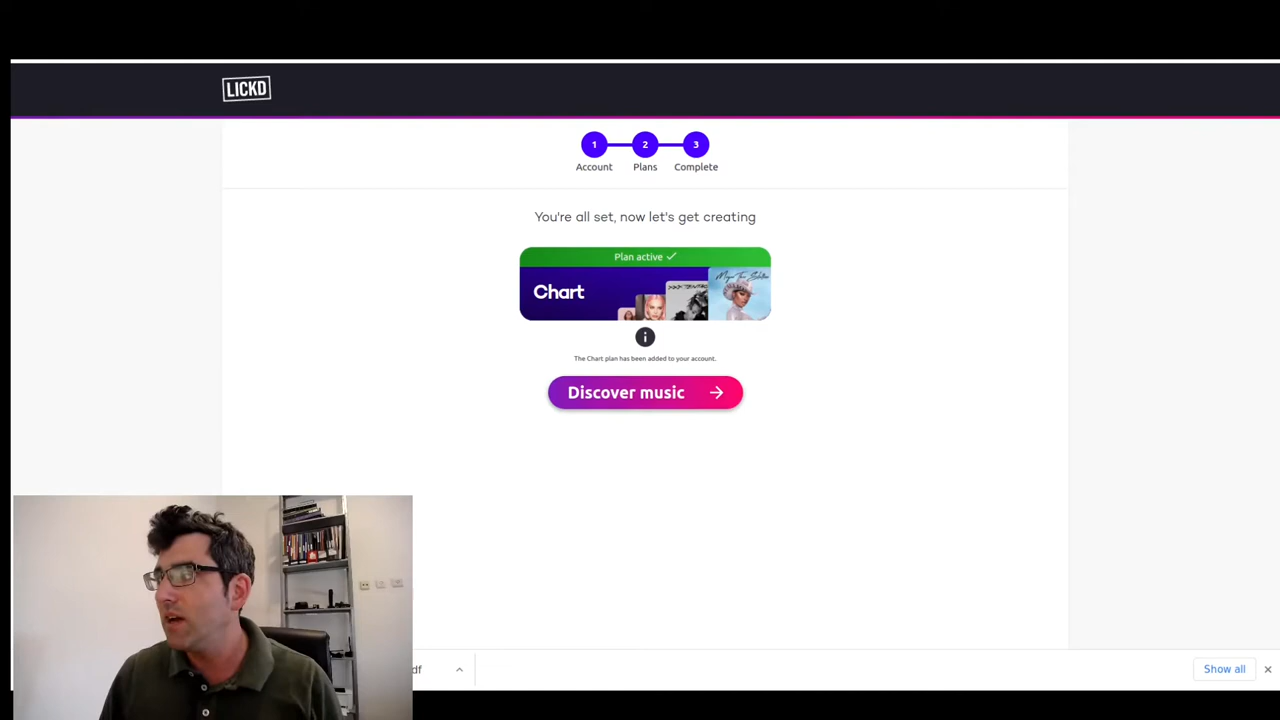 LICKD
1 2 3
Account Plans Complete
You're all set, now let's get creating
Plan active
Chart
The Chart plan has been added to your account.
Discover music
df
Show all